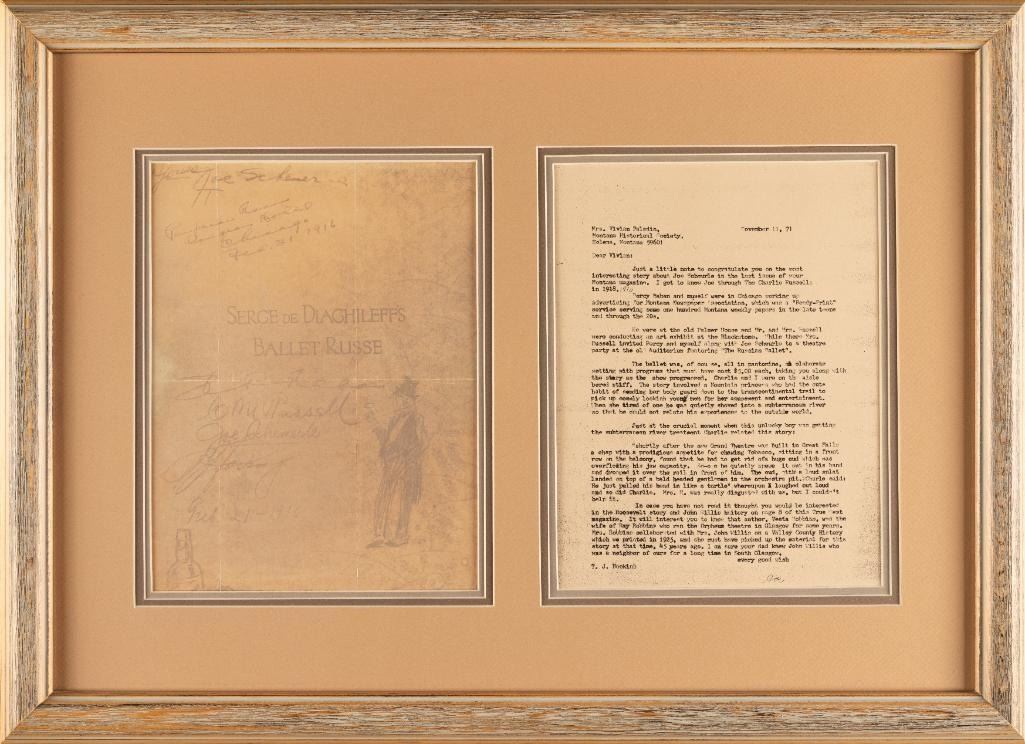 Yours Joe Scheuer
Chicago
Dec. 31 1916
SERGE DE DIAGHILEFF'S
BALLET RUSSE
C M Russell
Mrs. Vivian Paladin, November 11, 71
Montana Historical Society,
Helena, Montana 59601
Dear Vivian:
Just a little note to congratulate you on the most
interesting story about Joe Scheurle in the last issue of your
Montana magazine. I got to know Joe through The Charlie Russells
in 1918,
Percy Raban and myself were in Chicago working up
advertising for Montana Newspaper Association, which was a "Ready-Print"
service serving some one hundred Montana weekly papers in the late teens
and through the 20s.
We were at the old Palmer House and Mr. and Mrs. Russell
were conducting an art exhibit at the Blackstone. While there Mrs.
Russell invited Percy and myself along with Joe Scheurle to a theatre
party at the old Auditorium featuring "The Russian Ballet".
The ballet was, of course, all in pantomine, elaborate
setting with programs that must have cost $5.00 each, taking you along with
the story as the show progressed. Charlie and I were on the aisle
bored stiff. The story involved a Mountain princess who had the cute
habit of sending her body guard down to the transcontinental trail to
pick up comely lookinh young men for her amusement and entertainment.
When she tired of one he was quietly shoved into a subterranean river
so that he could not relate his experiences to the outside world.
Just at the crucial moment when this unlucky boy was getting
the subterranean river treatment Charlie related this story:
"Shortly after the new Grand Theatre was built in Great Falls
a chap with a prodigious appetite for chewing tobacco, sitting in a front
row on the balcony, found that he had to get rid ofa huge cud which was
overflowing his jaw capacity. he quietly it out in his hand
and dropped it over the rail in front of him. The cud, with a loud splat
landed on top of a bald headed gentleman in the orchestra pit. Charle said:
He just pulled his head in like a turtle" whereupon I laughed out loud
and so did Charlie. Mrs. R. was really disgusted with us, but I couldn't
help it.
In case you have not read it thought you would be interested
in the Roosevelt story and John Willis history on page 8 of this True West
magazine. It will interest you to know that author, Vesta Robbins, was the
wife of Ray Robbins who ran the Orpheum theatre in Glasgow for some years.
Mrs. Robbins collaborated with Mrs. John Willis on a Valley County History
which we printed in 1925, and she must have picked up the material for this
story at that time, 45 years ago. I am sure your dad knew John Willis who
was a neighbor of ours for a long time in South Glasgow.
every good wish
T. J. Hocking